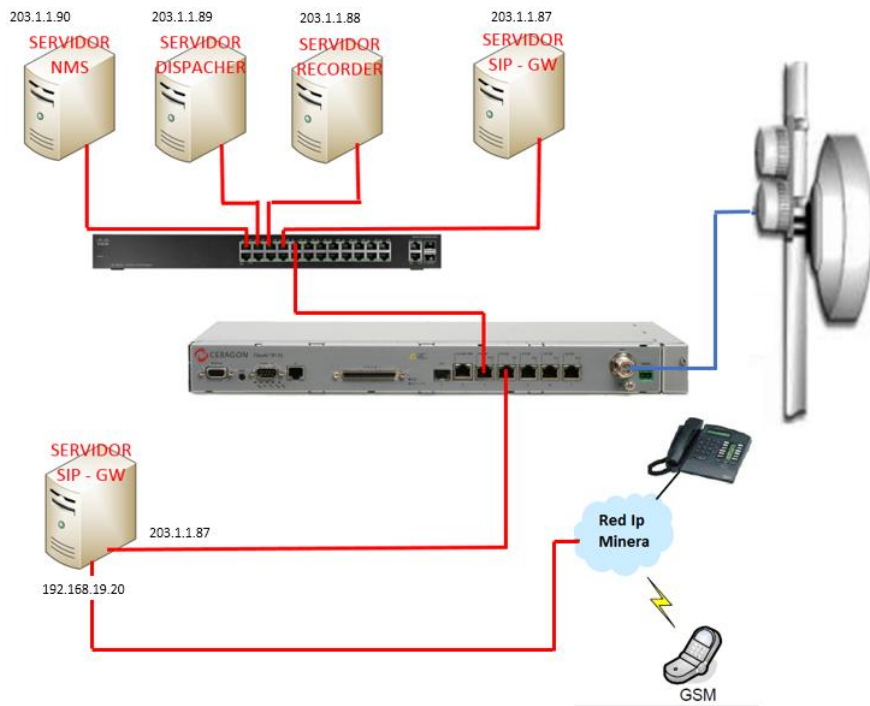 203.1.1.90
203.1.1.89
203.1.1.88
203.1.1.87
SERVIDOR
NMS
SERVIDOR
DISPACHER
SERVIDOR
RECORDER
SERVIDOR
SIP - GW
CERAGON
SERVIDOR
SIP - GW
203.1.1.87
192.168.19.20
Red Ip
Minera
GSM